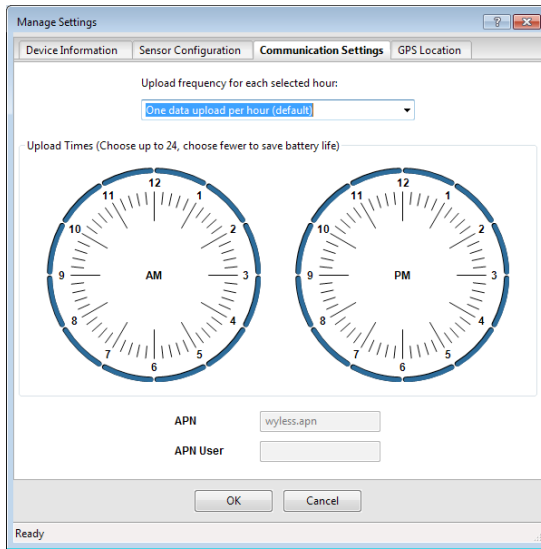 Manage Settings
Device Information Sensor Configuration Communication Settings GPS Location
Upload frequency for each selected hour:
One data upload per hour (default)
Upload Times (Choose up to 24, choose fewer to save battery life)
12
1
2
3
4
5
6
7
8
9
10
11
AM
12
1
2
3
4
5
6
7
8
9
10
11
PM
APN wyless.apn
APN User
OK Cancel
Ready